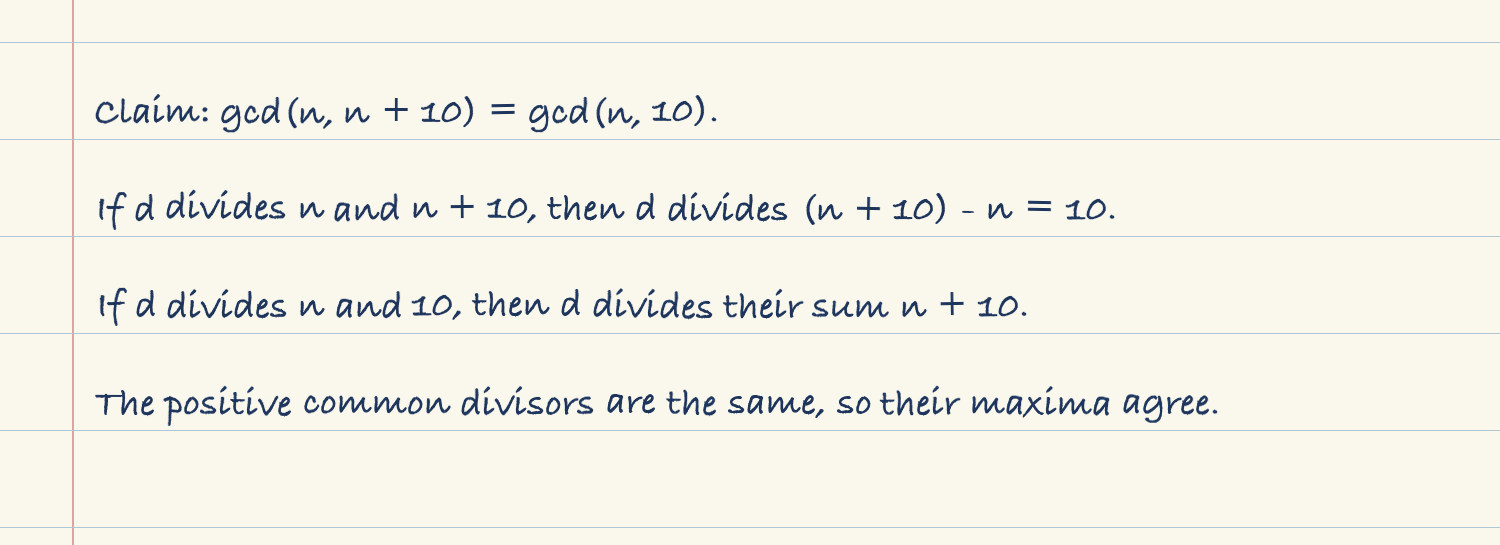 Claim: gcd(n, n + 10) = gcd(n, 10).
If d divides n and n + 10, then d divides (n + 10) - n = 10.
If d divides n and 10, then d divides their sum n + 10.
The positive common divisors are the same, so their maxima agree.